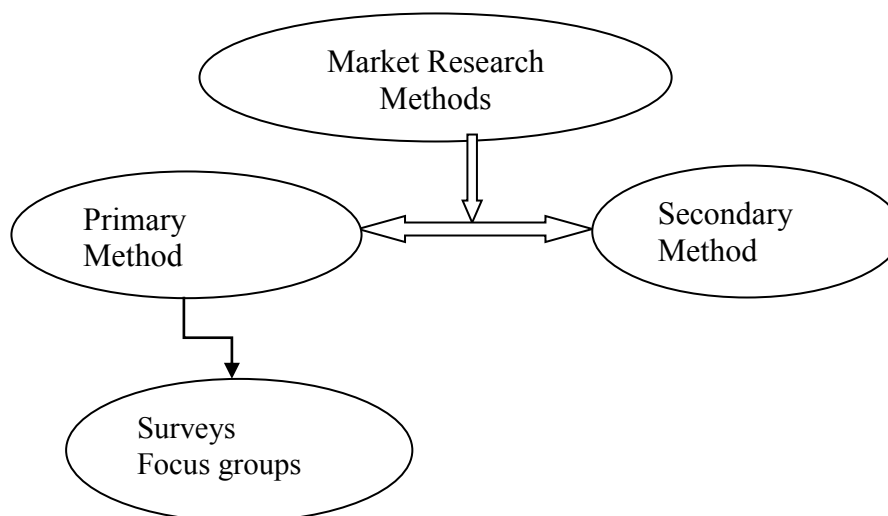 Market Research
Methods
Primary
Method
Secondary
Method
Surveys
Focus groups